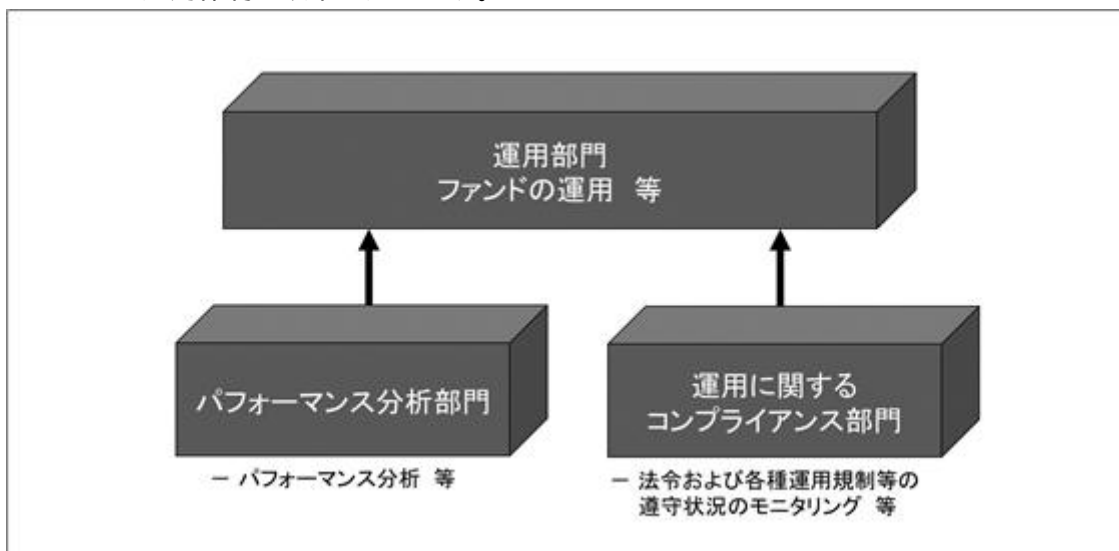 運用部門
ファンドの運用 等
パフォーマンス分析部門
運用に関する
コンプライアンス部門
－ パフォーマンス分析 等
－ 法令および各種運用規制等の
遵守状況のモニタリング 等